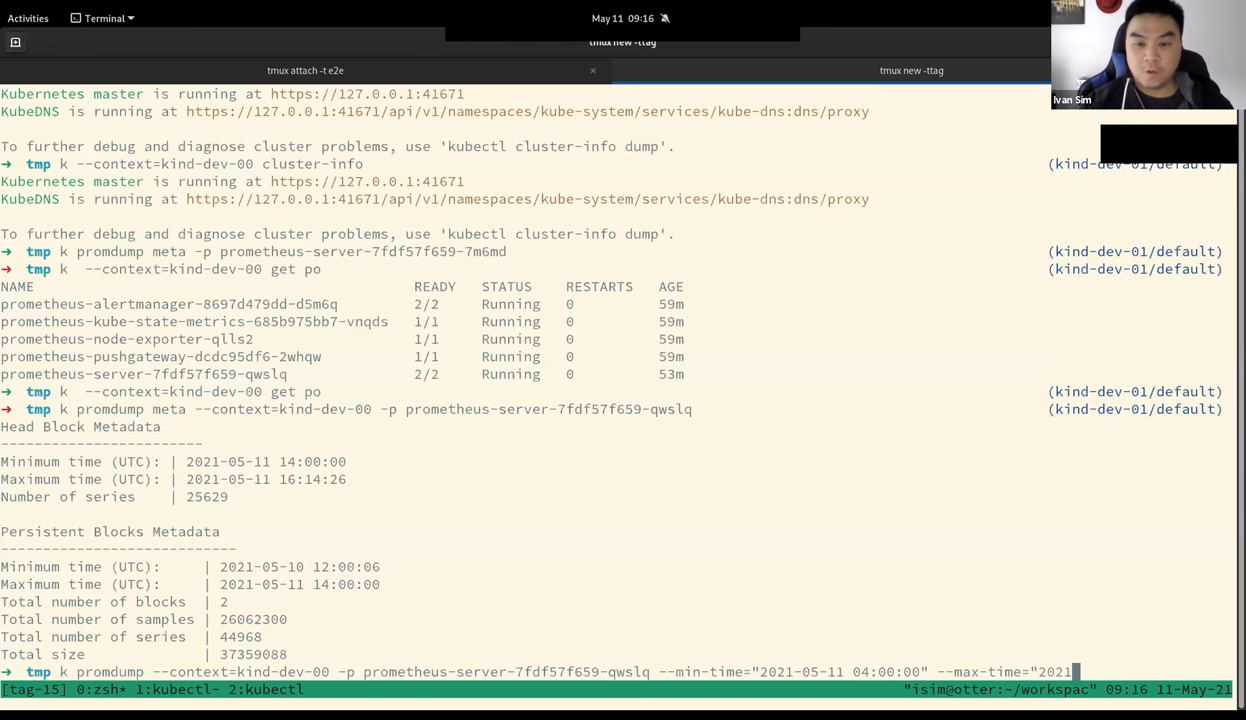 Activities Terminal May 11 09:16
tmux new -ttag
tmux attach -t e2e × tmux new -ttag
Ivan Sim
Kubernetes master is running at https://127.0.0.1:41671
KubeDNS is running at https://127.0.0.1:41671/api/v1/namespaces/kube-system/services/kube-dns:dns/proxy
To further debug and diagnose cluster problems, use 'kubectl cluster-info dump'.
→ tmp k --context=kind-dev-00 cluster-info (kind-dev-01/default)
Kubernetes master is running at https://127.0.0.1:41671
KubeDNS is running at https://127.0.0.1:41671/api/v1/namespaces/kube-system/services/kube-dns:dns/proxy
To further debug and diagnose cluster problems, use 'kubectl cluster-info dump'.
→ tmp k promdump meta -p prometheus-server-7fdf57f659-7m6md (kind-dev-01/default)
→ tmp k  --context=kind-dev-00 get po (kind-dev-01/default)
NAME READY STATUS RESTARTS AGE
prometheus-alertmanager-8697d479dd-d5m6q 2/2 Running 0 59m
prometheus-kube-state-metrics-685b975bb7-vnqds 1/1 Running 0 59m
prometheus-node-exporter-qlls2 1/1 Running 0 59m
prometheus-pushgateway-dcdc95df6-2whqw 1/1 Running 0 59m
prometheus-server-7fdf57f659-qwslq 2/2 Running 0 53m
→ tmp k  --context=kind-dev-00 get po (kind-dev-01/default)
→ tmp k promdump meta --context=kind-dev-00 -p prometheus-server-7fdf57f659-qwslq (kind-dev-01/default)
Head Block Metadata
------------------------
Minimum time (UTC): | 2021-05-11 14:00:00
Maximum time (UTC): | 2021-05-11 16:14:26
Number of series | 25629
Persistent Blocks Metadata
----------------------------
Minimum time (UTC): | 2021-05-10 12:00:06
Maximum time (UTC): | 2021-05-11 14:00:00
Total number of blocks | 2
Total number of samples | 26062300
Total number of series | 44968
Total size | 37359088
→ tmp k promdump --context=kind-dev-00 -p prometheus-server-7fdf57f659-qwslq --min-time="2021-05-11 04:00:00" --max-time="2021
[tag-15] 0:zsh* 1:kubectl- 2:kubectl "isim@otter:~/workspac" 09:16 11-May-21